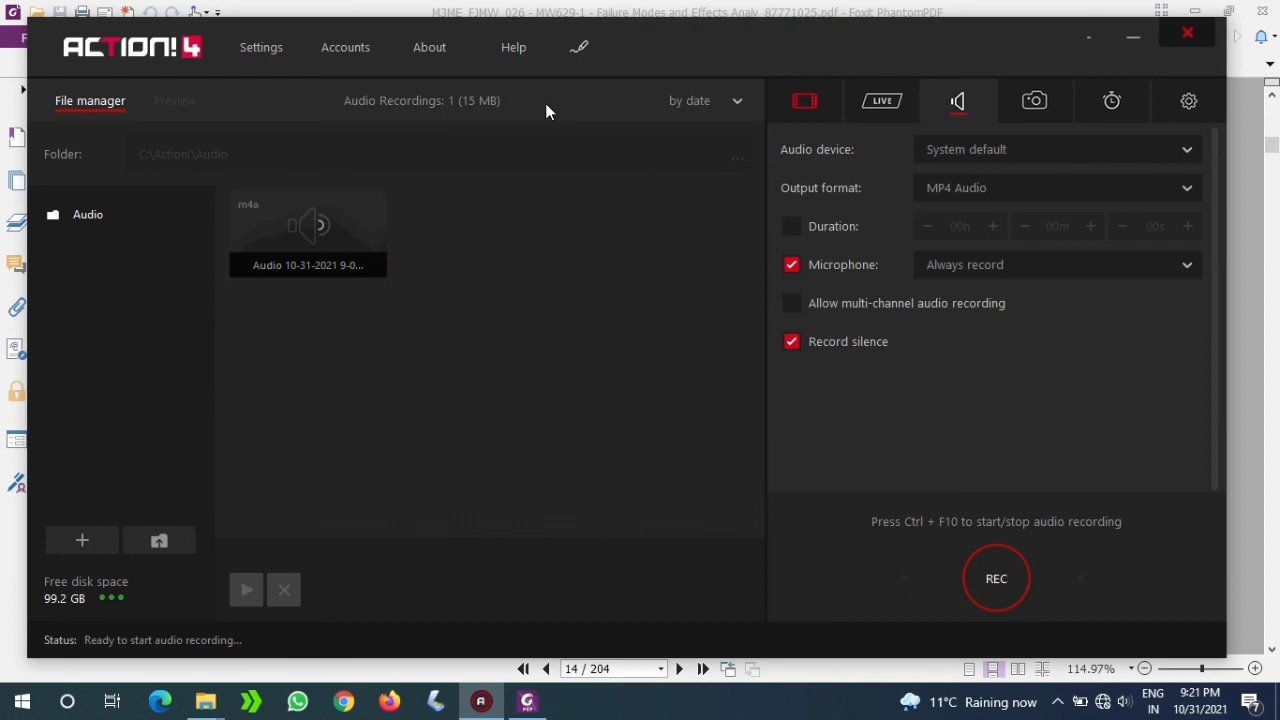 M3ME_FJMW_026 - MW629-1 - Failure Modes and Effects Analy_87771025.pdf - Foxit PhantomPDF
ACTION! 4
Settings
Accounts
About
Help
File manager
Preview
Audio Recordings: 1 (15 MB)
by date
LIVE
Folder:
C:\Action!\Audio
...
Audio device:
System default
Output format:
MP4 Audio
Audio
m4a
Audio 10-31-2021 9-0...
Duration:
00h
00m
00s
Microphone:
Always record
Allow multi-channel audio recording
Record silence
Press Ctrl + F10 to start/stop audio recording
REC
Free disk space
99.2 GB
Status: Ready to start audio recording...
14 / 204
114.97%
11°C Raining now
ENG
IN
9:21 PM
10/31/2021
7